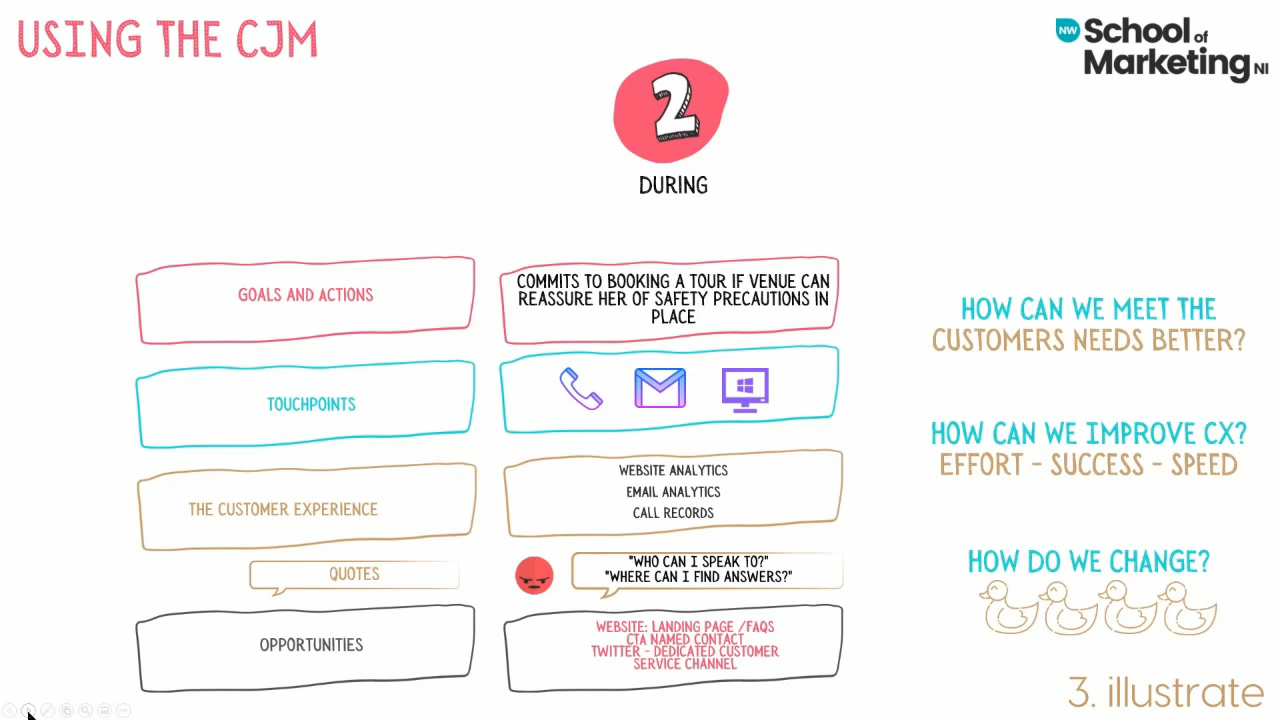 USING THE CJM
NW School of
Marketing NI
2
DURING
GOALS AND ACTIONS
COMMITS TO BOOKING A TOUR IF VENUE CAN
REASSURE HER OF SAFETY PRECAUTIONS IN
PLACE
TOUCHPOINTS
THE CUSTOMER EXPERIENCE
WEBSITE ANALYTICS
EMAIL ANALYTICS
CALL RECORDS
QUOTES
"WHO CAN I SPEAK TO?"
"WHERE CAN I FIND ANSWERS?"
OPPORTUNITIES
WEBSITE: LANDING PAGE /FAQS
CTA NAMED CONTACT
TWITTER - DEDICATED CUSTOMER
SERVICE CHANNEL
HOW CAN WE MEET THE
CUSTOMERS NEEDS BETTER?
HOW CAN WE IMPROVE CX?
EFFORT - SUCCESS - SPEED
HOW DO WE CHANGE?
3. illustrate